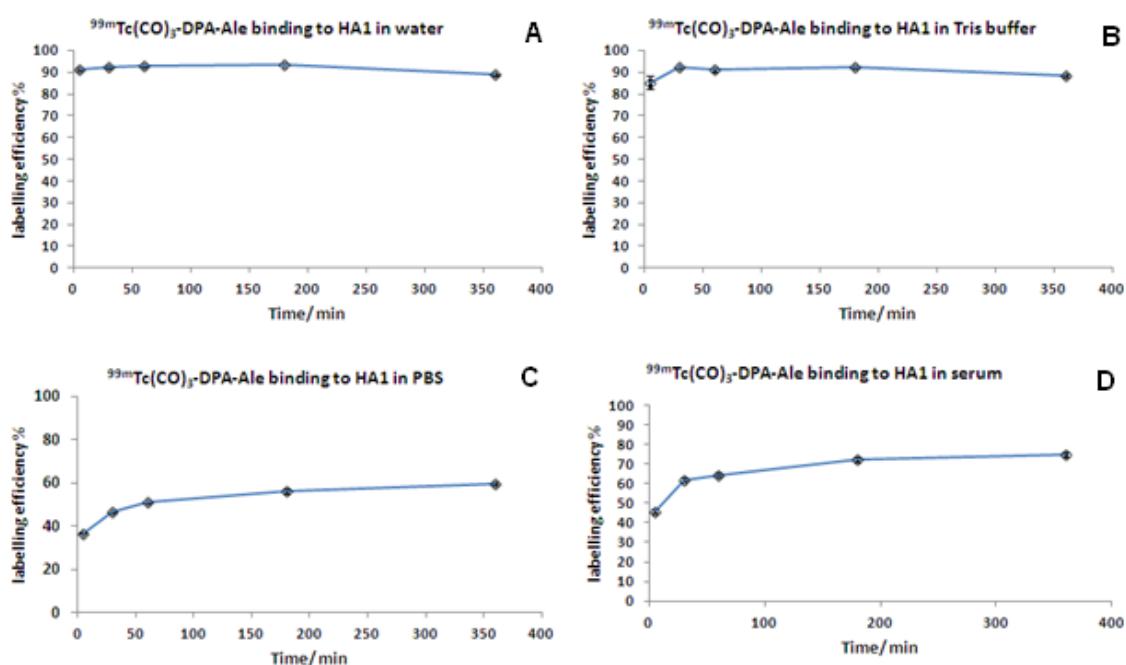 ⁹⁹ᵐTc(CO)₃-DPA-Ale binding to HA1 in water
A
labelling efficiency%
100
90
80
70
60
50
40
30
20
10
0
0 50 100 150 200 250 300 350 400
Time/ min
⁹⁹ᵐTc(CO)₃-DPA-Ale binding to HA1 in Tris buffer
B
labelling efficiency%
100
90
80
70
60
50
40
30
20
10
0
0 50 100 150 200 250 300 350 400
Time/ min
⁹⁹ᵐTc(CO)₃-DPA-Ale binding to HA1 in PBS
C
labelling efficiency%
100
80
60
40
20
0
0 50 100 150 200 250 300 350 400
Time/ min
⁹⁹ᵐTc(CO)₃-DPA-Ale binding to HA1 in serum
D
labelling efficiency%
100
90
80
70
60
50
40
30
20
10
0
0 100 200 300 400
Time/ min